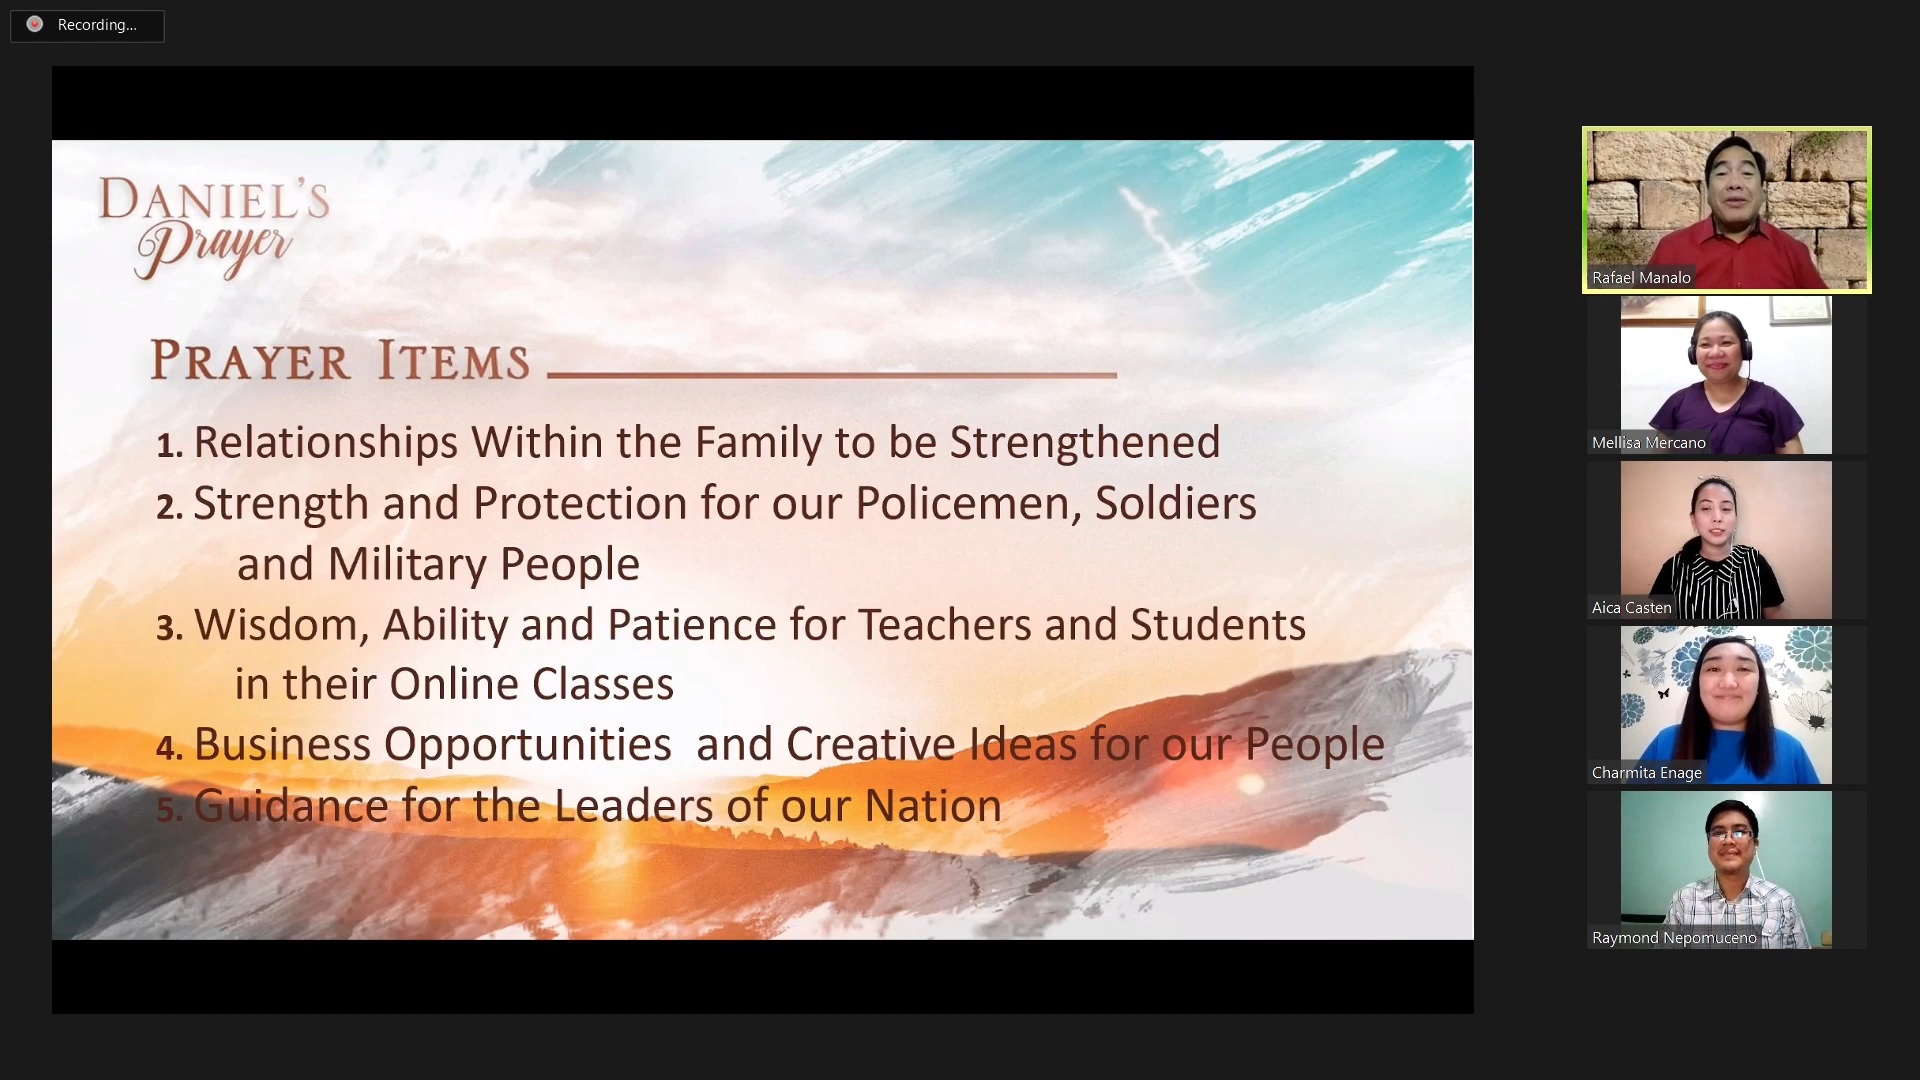 Recording...
DANIEL'S
Prayer
PRAYER ITEMS
1. Relationships Within the Family to be Strengthened
2. Strength and Protection for our Policemen, Soldiers
and Military People
3. Wisdom, Ability and Patience for Teachers and Students
in their Online Classes
4. Business Opportunities and Creative Ideas for our People
5. Guidance for the Leaders of our Nation
Rafael Manalo
Mellisa Mercano
Aica Casten
Charmita Enage
Raymond Nepomuceno